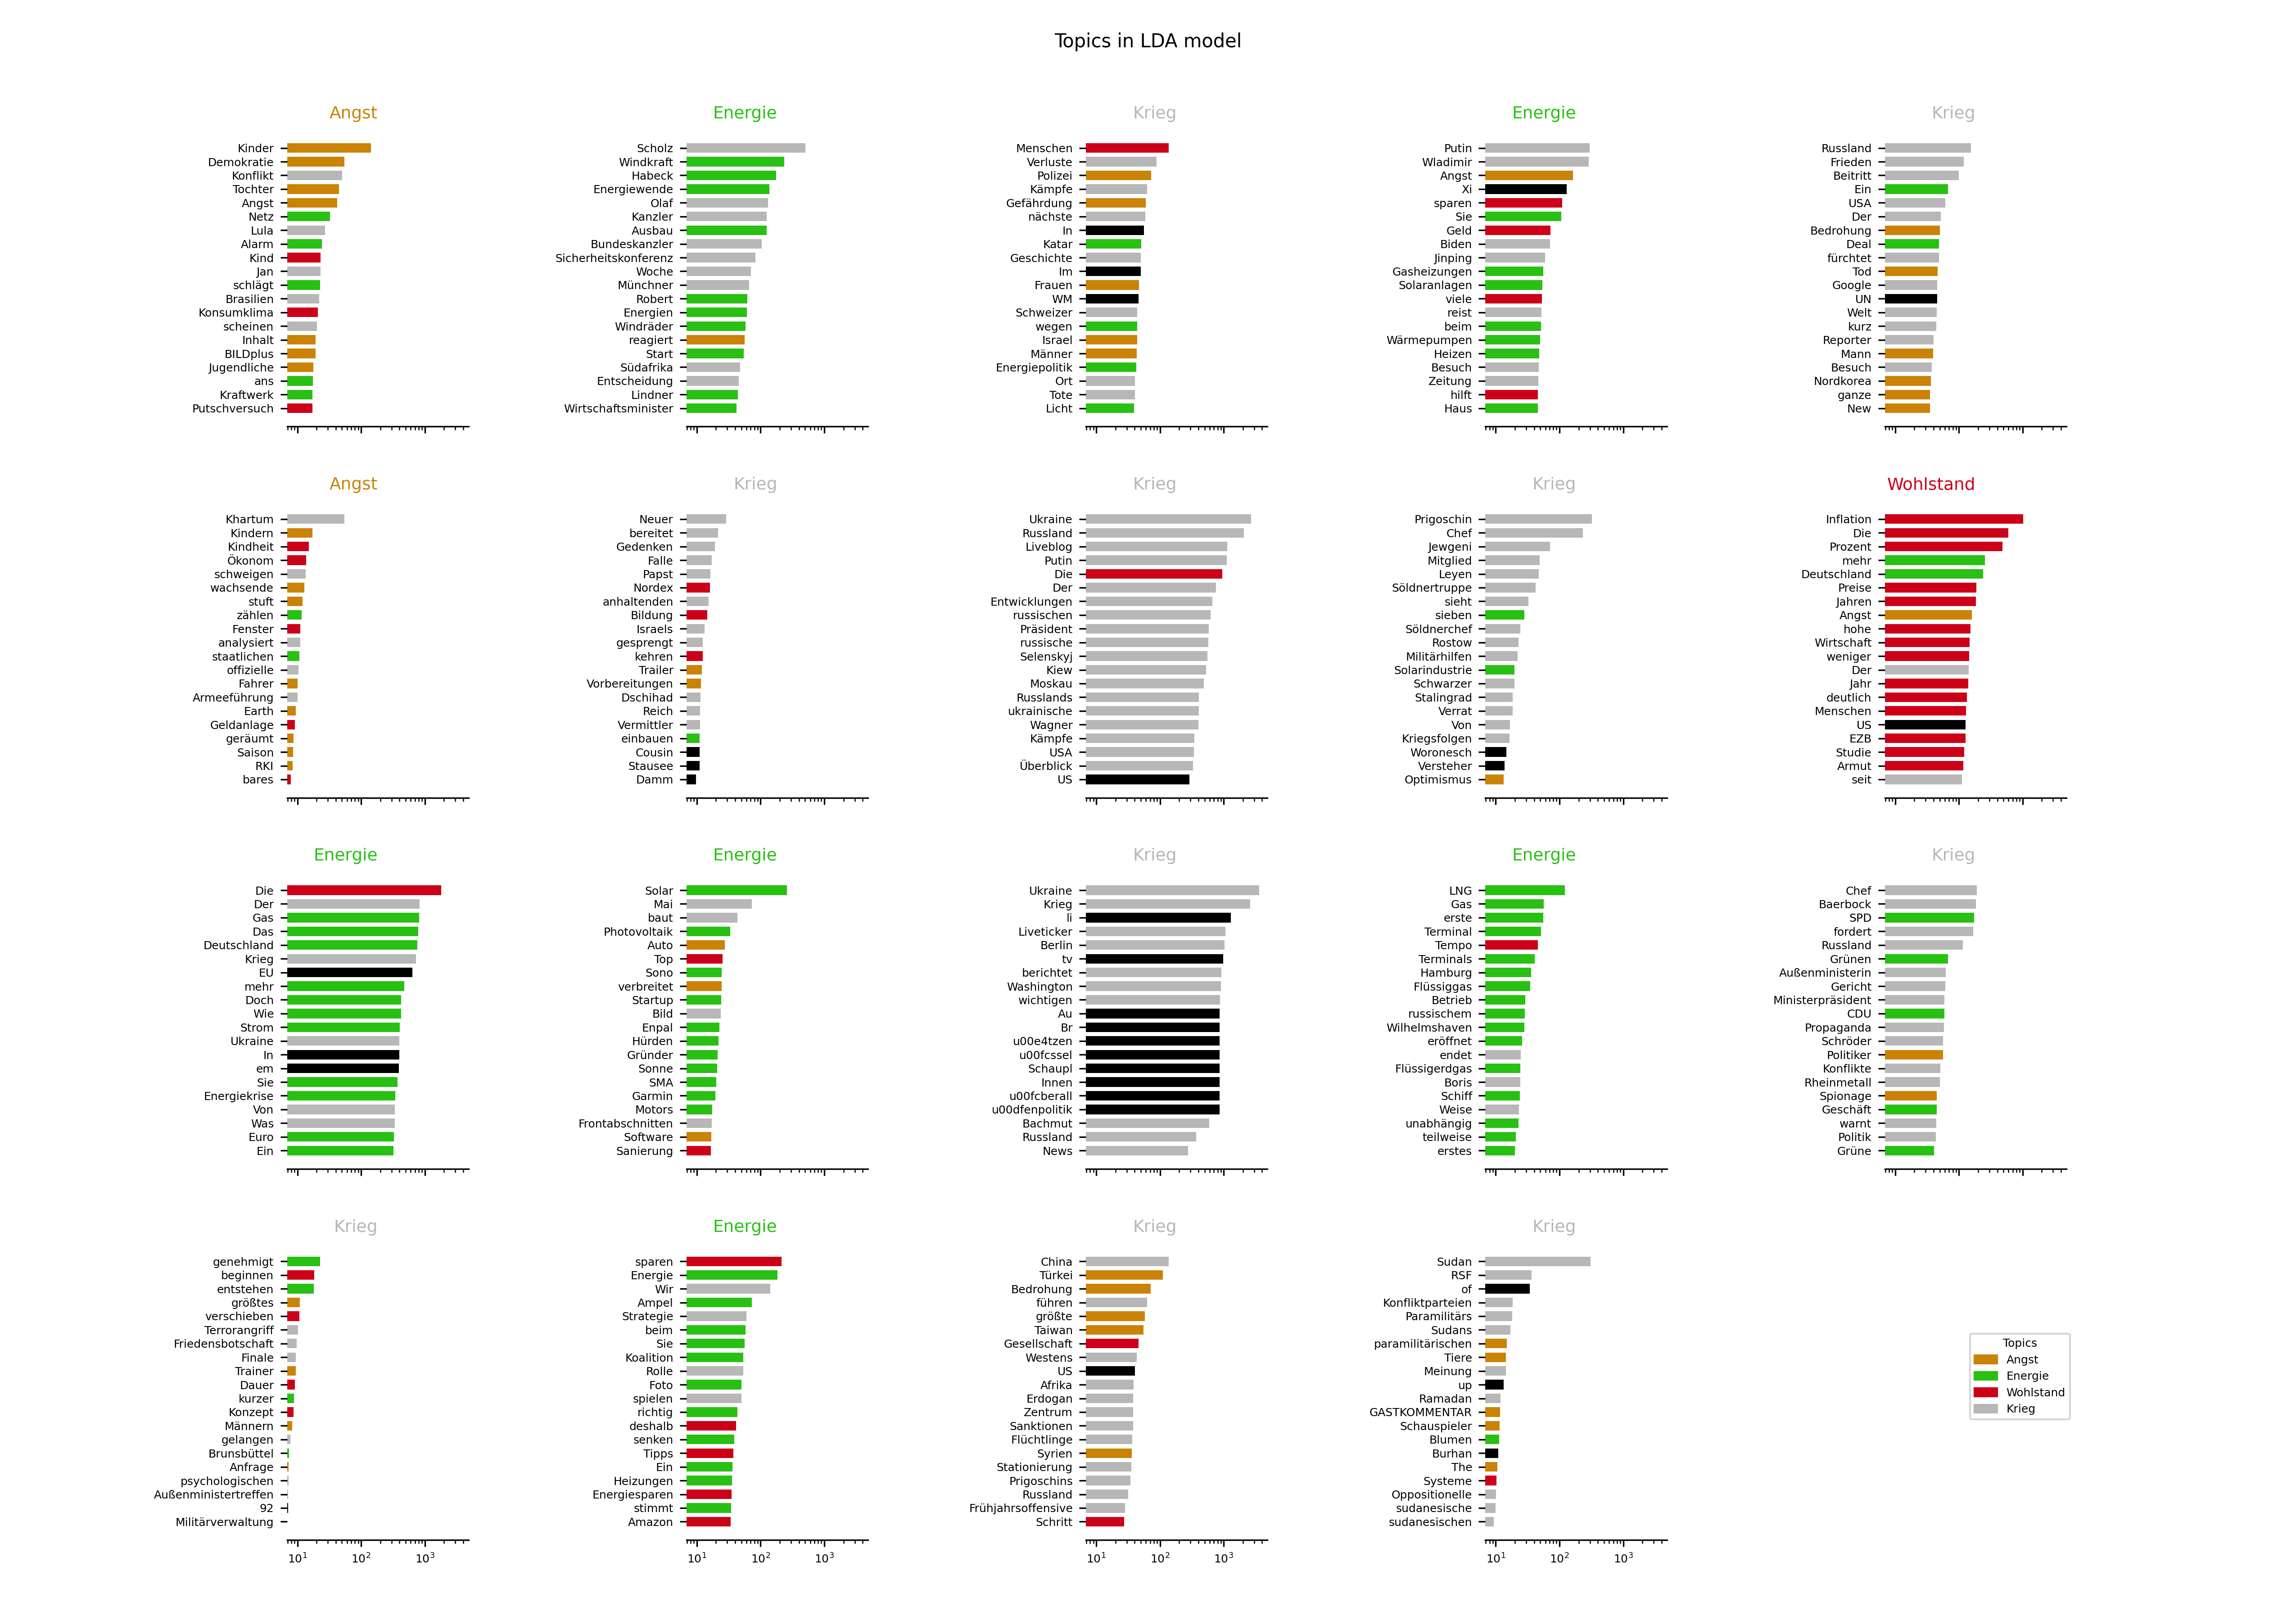 Topics in LDA model
Angst
Kinder
Demokratie
Konflikt
Tochter
Angst
Netz
Lula
Alarm
Kind
Jan
schlägt
Brasilien
Konsumklima
scheinen
Inhalt
BILDplus
Jugendliche
ans
Kraftwerk
Putschversuch
Energie
Scholz
Windkraft
Habeck
Energiewende
Olaf
Kanzler
Ausbau
Bundeskanzler
Sicherheitskonferenz
Woche
Münchner
Robert
Energien
Windräder
reagiert
Start
Südafrika
Entscheidung
Lindner
Wirtschaftsminister
Krieg
Menschen
Verluste
Polizei
Kämpfe
Gefährdung
nächste
In
Katar
Geschichte
Im
Frauen
WM
Schweizer
wegen
Israel
Männer
Energiepolitik
Ort
Tote
Licht
Energie
Putin
Wladimir
Angst
Xi
sparen
Sie
Geld
Biden
Jinping
Gasheizungen
Solaranlagen
viele
reist
beim
Wärmepumpen
Heizen
Besuch
Zeitung
hilft
Haus
Krieg
Russland
Frieden
Beitritt
Ein
USA
Der
Bedrohung
Deal
fürchtet
Tod
Google
UN
Welt
kurz
Reporter
Mann
Besuch
Nordkorea
ganze
New
Angst
Khartum
Kindern
Kindheit
Ökonom
schweigen
wachsende
stuft
zählen
Fenster
analysiert
staatlichen
offizielle
Fahrer
Armeeführung
Earth
Geldanlage
geräumt
Saison
RKI
bares
Krieg
Neuer
bereitet
Gedenken
Falle
Papst
Nordex
anhaltenden
Bildung
Israels
gesprengt
kehren
Trailer
Vorbereitungen
Dschihad
Reich
Vermittler
einbauen
Cousin
Stausee
Damm
Krieg
Ukraine
Russland
Liveblog
Putin
Die
Der
Entwicklungen
russischen
Präsident
russische
Selenskyj
Kiew
Moskau
Russlands
ukrainische
Wagner
Kämpfe
USA
Überblick
US
Krieg
Prigoschin
Chef
Jewgeni
Mitglied
Leyen
Söldnertruppe
sieht
sieben
Söldnerchef
Rostow
Militärhilfen
Solarindustrie
Schwarzer
Stalingrad
Verrat
Von
Kriegsfolgen
Woronesch
Versteher
Optimismus
Wohlstand
Inflation
Die
Prozent
mehr
Deutschland
Preise
Jahren
Angst
hohe
Wirtschaft
weniger
Der
Jahr
deutlich
Menschen
US
EZB
Studie
Armut
seit
Energie
Die
Der
Gas
Das
Deutschland
Krieg
EU
mehr
Doch
Wie
Strom
Ukraine
In
em
Sie
Energiekrise
Von
Was
Euro
Ein
Energie
Solar
Mai
baut
Photovoltaik
Auto
Top
Sono
verbreitet
Startup
Bild
Enpal
Hürden
Gründer
Sonne
SMA
Garmin
Motors
Frontabschnitten
Software
Sanierung
Krieg
Ukraine
Krieg
li
Liveticker
Berlin
tv
berichtet
Washington
wichtigen
Au
Br
u00e4tzen
u00fcssel
Schaupl
Innen
u00fcberall
u00dfenpolitik
Bachmut
Russland
News
Energie
LNG
Gas
erste
Terminal
Tempo
Terminals
Hamburg
Flüssiggas
Betrieb
russischem
Wilhelmshaven
eröffnet
endet
Flüssigerdgas
Boris
Schiff
Weise
unabhängig
teilweise
erstes
Krieg
Chef
Baerbock
SPD
fordert
Russland
Grünen
Außenministerin
Gericht
Ministerpräsident
CDU
Propaganda
Schröder
Politiker
Konflikte
Rheinmetall
Spionage
Geschäft
warnt
Politik
Grüne
Krieg
genehmigt
beginnen
entstehen
größtes
verschieben
Terrorangriff
Friedensbotschaft
Finale
Trainer
Dauer
kurzer
Konzept
Männern
gelangen
Brunsbüttel
Anfrage
psychologischen
Außenministertreffen
92
Militärverwaltung
10¹ 10² 10³
Energie
sparen
Energie
Wir
Ampel
Strategie
beim
Sie
Koalition
Rolle
Foto
spielen
richtig
deshalb
senken
Tipps
Ein
Heizungen
Energiesparen
stimmt
Amazon
10¹ 10² 10³
Krieg
China
Türkei
Bedrohung
führen
größte
Taiwan
Gesellschaft
Westens
US
Afrika
Erdogan
Zentrum
Sanktionen
Flüchtlinge
Syrien
Stationierung
Prigoschins
Russland
Frühjahrsoffensive
Schritt
10¹ 10² 10³
Krieg
Sudan
RSF
of
Konfliktparteien
Paramilitärs
Sudans
paramilitärischen
Tiere
Meinung
up
Ramadan
GASTKOMMENTAR
Schauspieler
Blumen
Burhan
The
Systeme
Oppositionelle
sudanesische
sudanesischen
10¹ 10² 10³
Topics
Angst
Energie
Wohlstand
Krieg